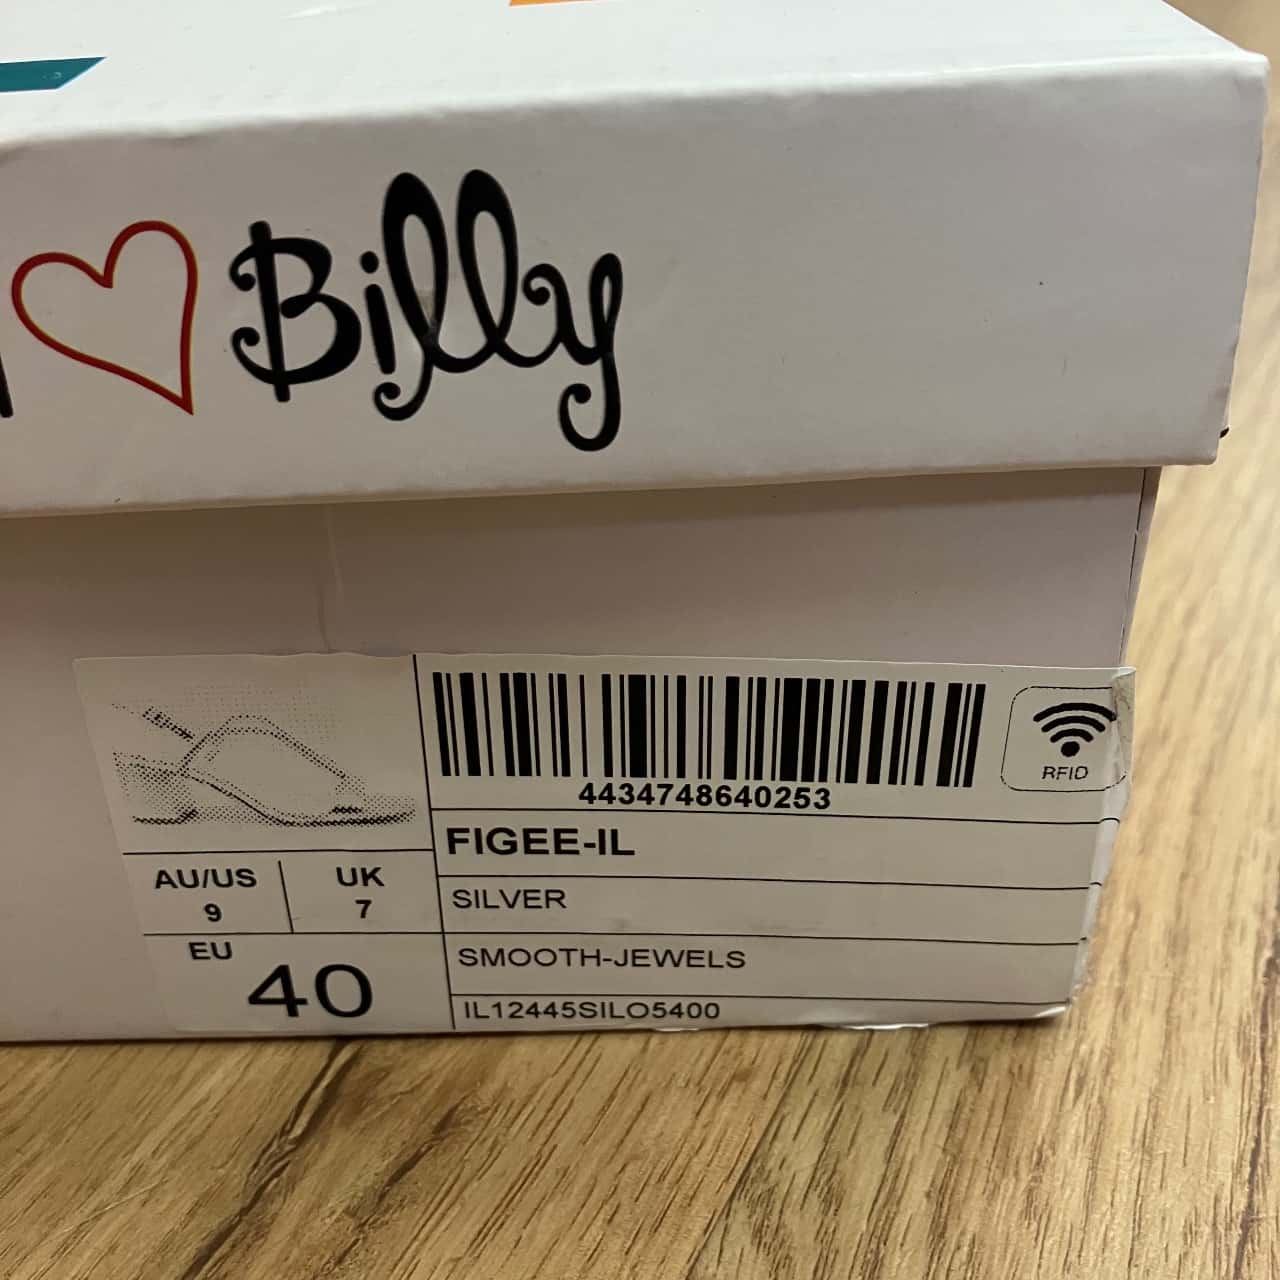 I ♡ Billy
4434748640253
RFID
FIGEE-IL
AU/US
9
UK
7
SILVER
EU
40
SMOOTH-JEWELS
IL12445SILO5400